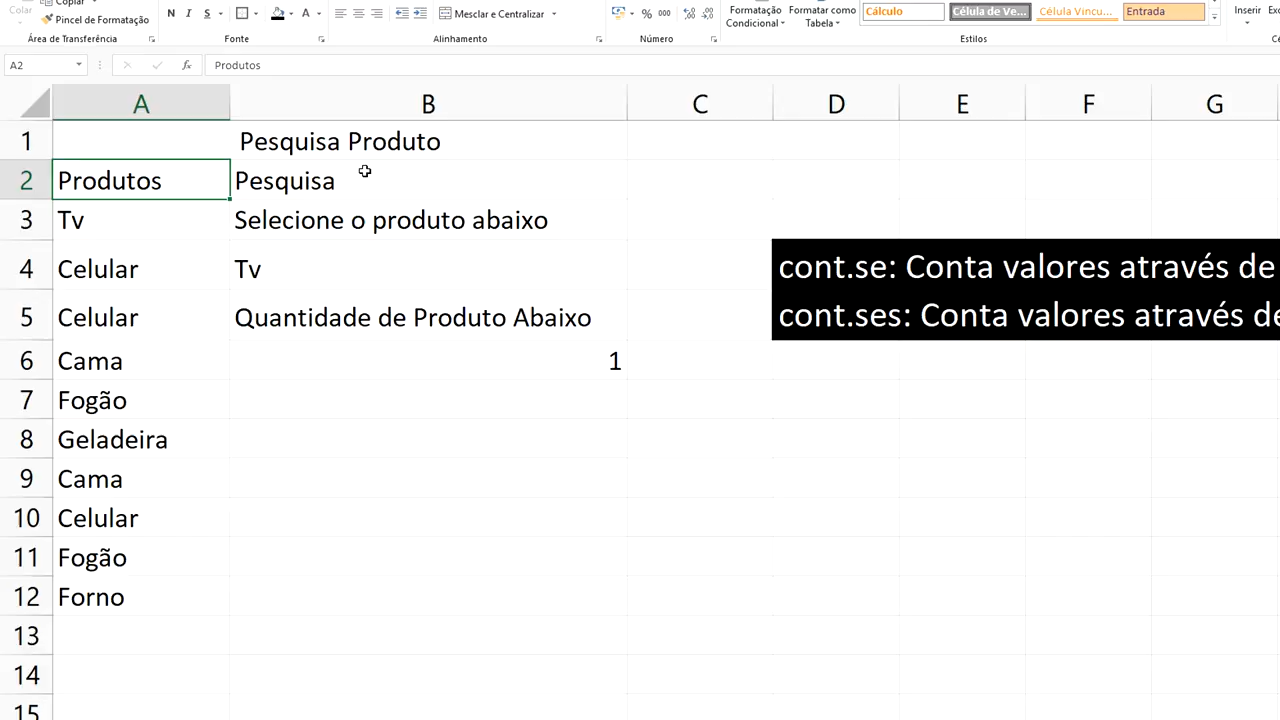 Copiar
Colar
Pincel de Formatação
Área de Transferência
N I S
A
Fonte
Mesclar e Centralizar
Alinhamento
% 000
Número
Formatação Condicional
Formatar como Tabela
Cálculo
Célula de Ve...
Célula Vincu...
Entrada
Estilos
Inserir
A2
fx
Produtos
A B C D E F G
1 Pesquisa Produto
2 Produtos Pesquisa
3 Tv Selecione o produto abaixo
4 Celular Tv
cont.se: Conta valores através de
5 Celular Quantidade de Produto Abaixo
cont.ses: Conta valores através de
6 Cama 1
7 Fogão
8 Geladeira
9 Cama
10 Celular
11 Fogão
12 Forno
13
14
15